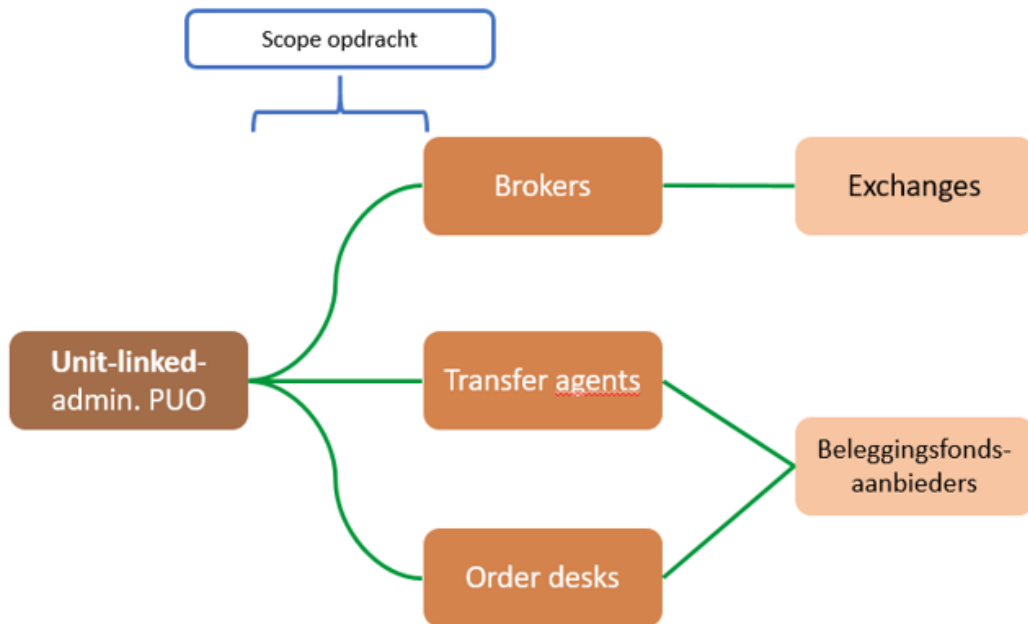 Scope opdracht
Brokers
Exchanges
Unit-linked-
admin. PUO
Transfer agents
Beleggingsfonds-
aanbieders
Order desks